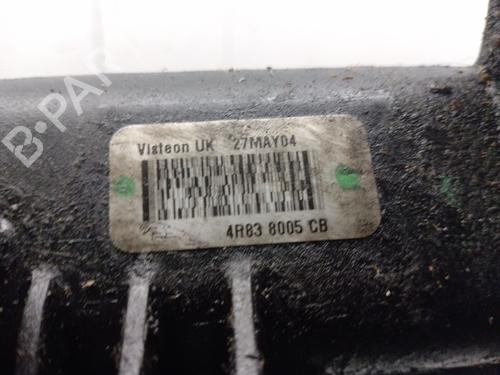 B-PARTS
Visteon UK 27MAY04
4R83 8005 CB